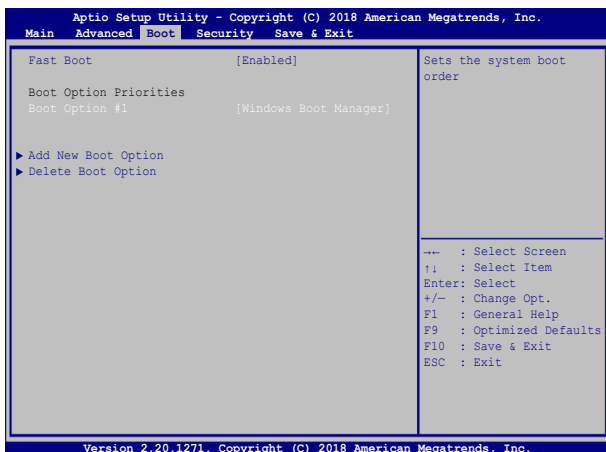 Aptio Setup Utility - Copyright (C) 2018 American Megatrends, Inc.
Main Advanced Boot Security Save & Exit
Fast Boot [Enabled]
Boot Option Priorities
Boot Option #1 [Windows Boot Manager]
▶ Add New Boot Option
▶ Delete Boot Option
Sets the system boot
order
→← : Select Screen
↑↓ : Select Item
Enter: Select
+/— : Change Opt.
F1 : General Help
F9 : Optimized Defaults
F10 : Save & Exit
ESC : Exit
Version 2.20.1271. Copyright (C) 2018 American Megatrends, Inc.